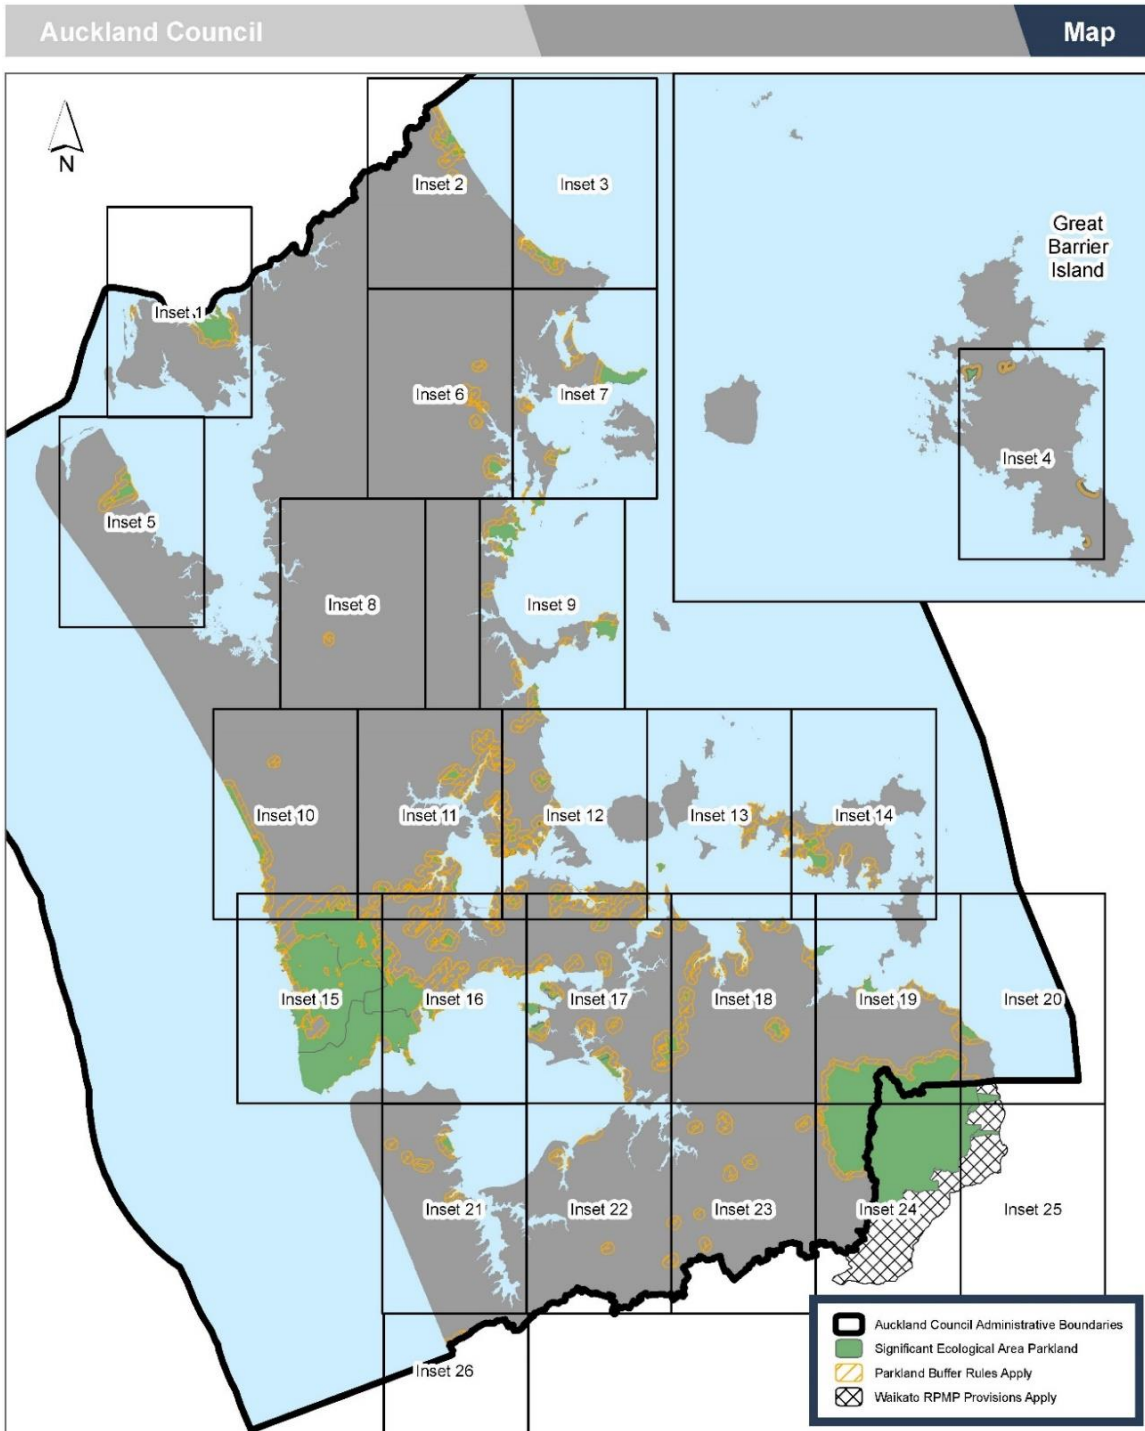 Auckland Council
Map
N
Inset 2
Inset 3
Great
Barrier
Island
Inset 1
Inset 6
Inset 7
Inset 4
Inset 5
Inset 8
Inset 9
Inset 10
Inset 11
Inset 12
Inset 13
Inset 14
Inset 15
Inset 16
Inset 17
Inset 18
Inset 19
Inset 20
Inset 21
Inset 22
Inset 23
Inset 24
Inset 25
Inset 26
Auckland Council Administrative Boundaries
Significant Ecological Area Parkland
Parkland Buffer Rules Apply
Waikato RPMP Provisions Apply